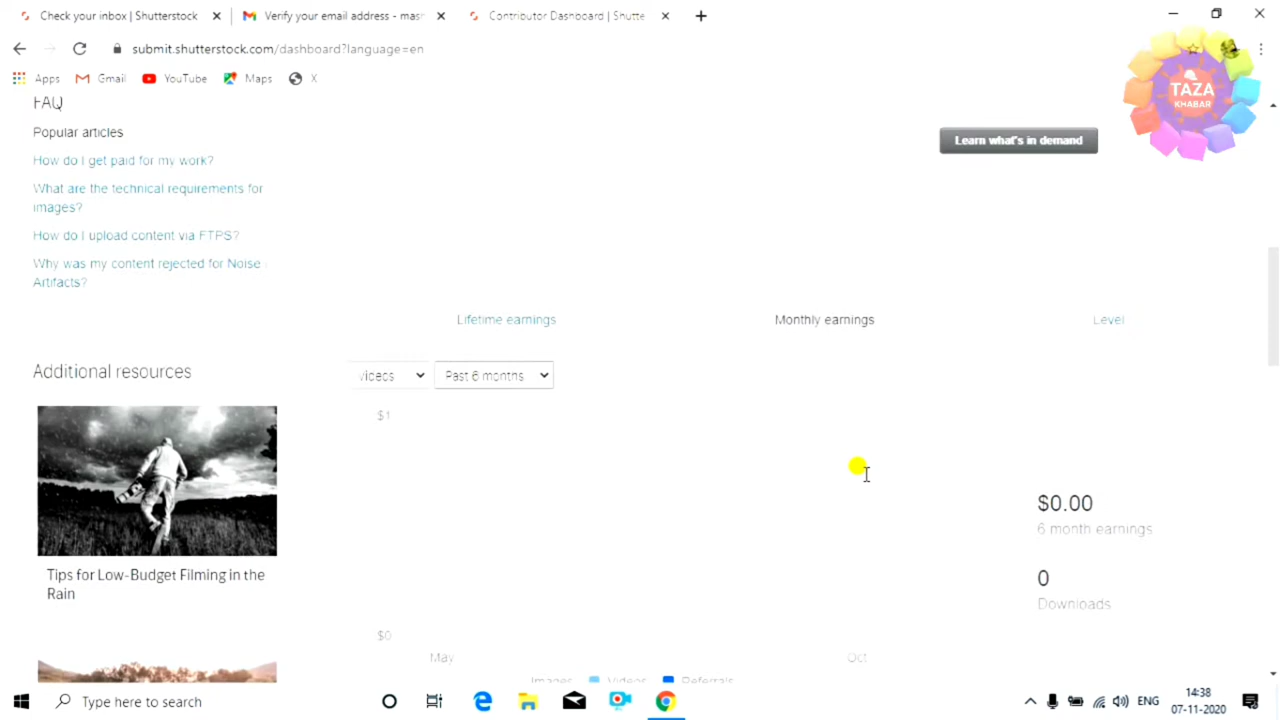 Check your inbox | Shutterstock
Verify your email address - mas
Contributor Dashboard | Shutte
submit.shutterstock.com/dashboard?language=en
Apps
Gmail
YouTube
Maps
X
TAZA
KHABAR
FAQ
Popular articles
Learn what's in demand
How do I get paid for my work?
What are the technical requirements for
images?
How do I upload content via FTPS?
Why was my content rejected for Noise
Artifacts?
Lifetime earnings
Monthly earnings
Level
Additional resources
videos
Past 6 months
$1
$0.00
6 month earnings
Tips for Low-Budget Filming in the
Rain
0
Downloads
$0
May
Oct
Images
Videos
Referrals
Type here to search
ENG
14:38
07-11-2020